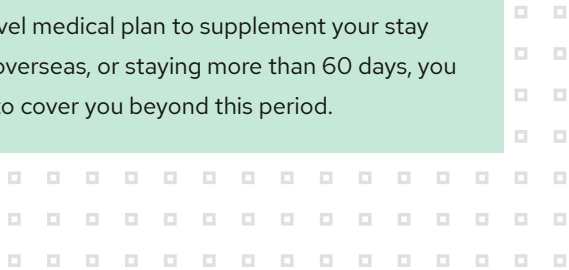 vel medical plan to supplement your stay
overseas, or staying more than 60 days, you
to cover you beyond this period.